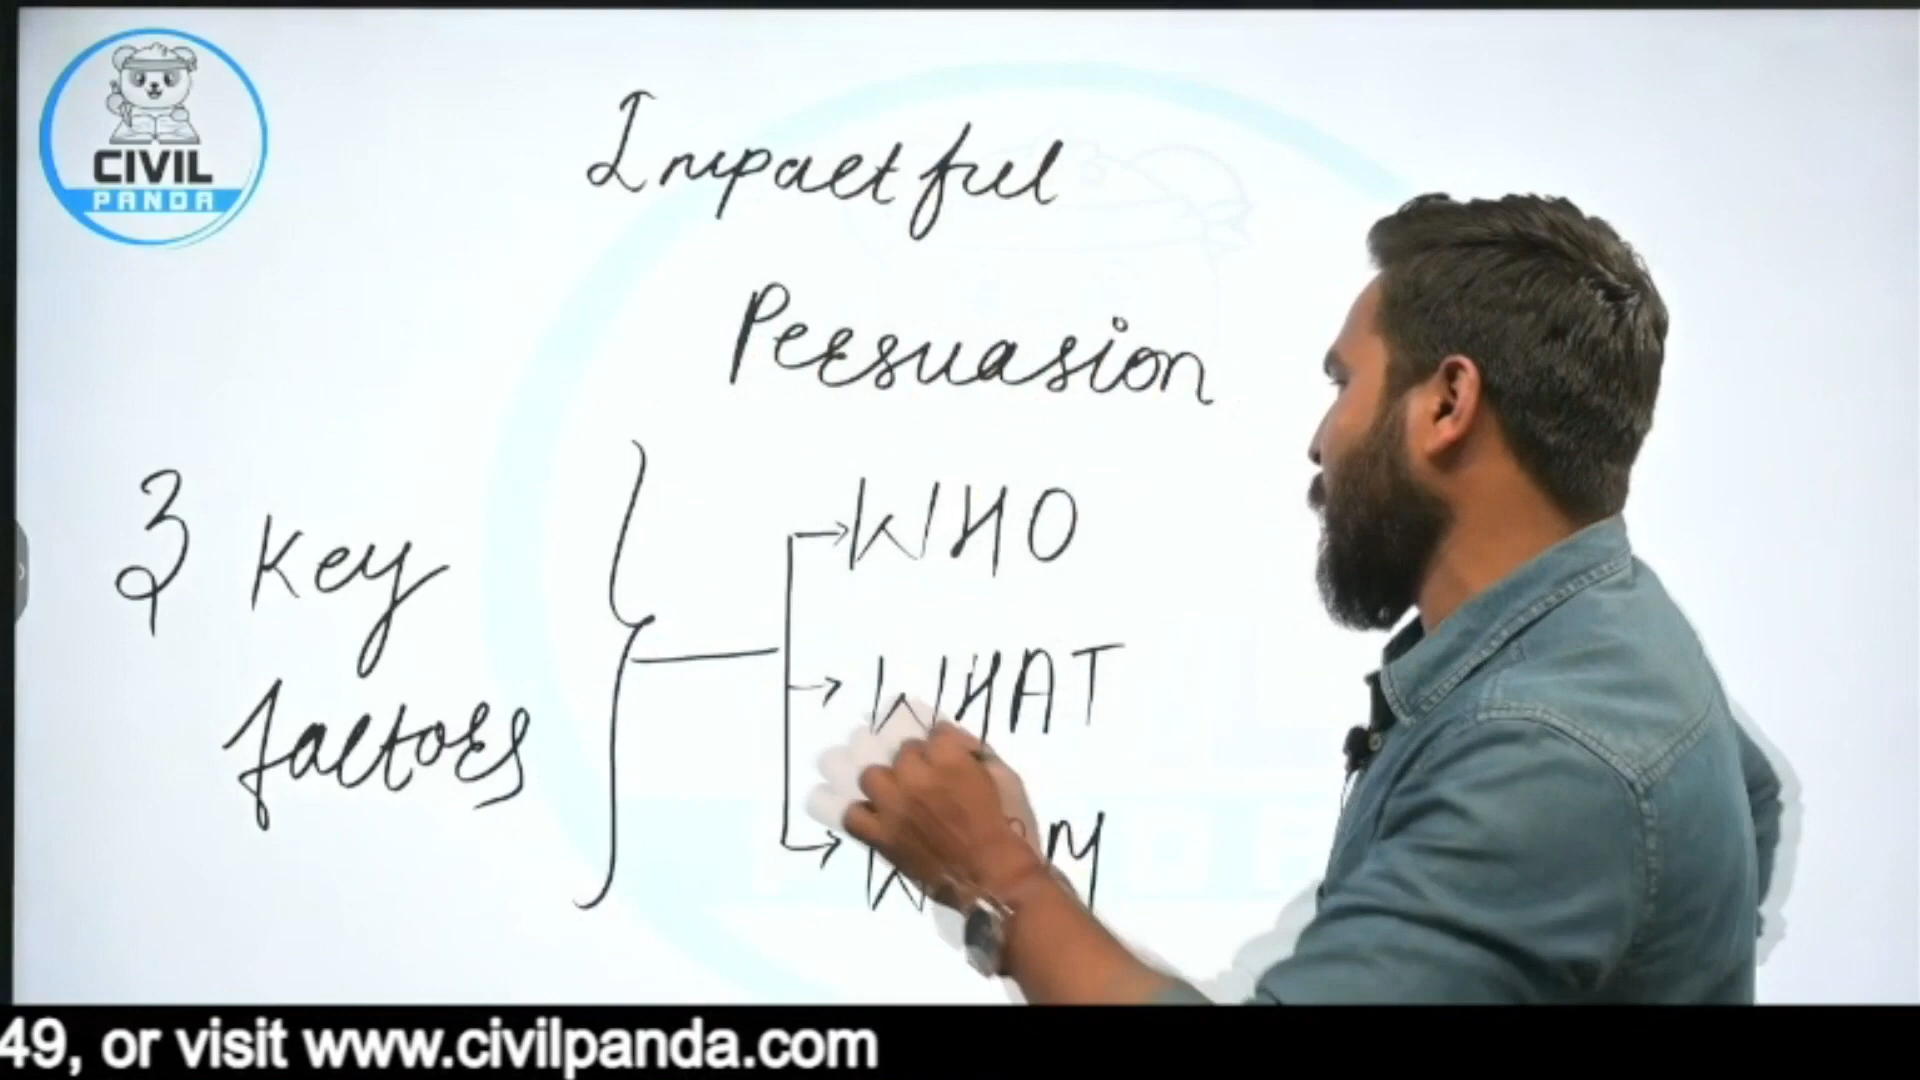 CIVIL
PANDA
Impactful
Persuasion
3 Key
factors
WHO
WHAT
49, or visit www.civilpanda.com